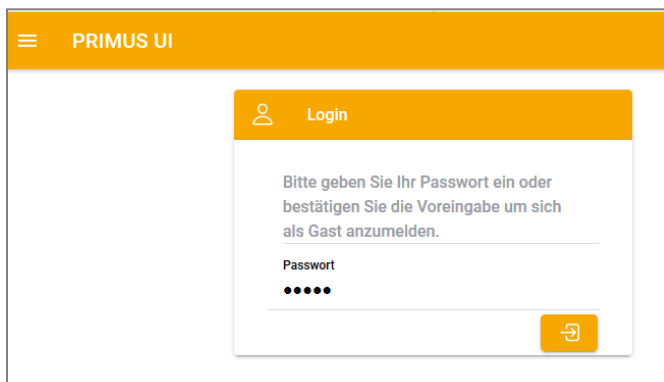 PRIMUS UI
Login
Bitte geben Sie Ihr Passwort ein oder
bestätigen Sie die Voreingabe um sich
als Gast anzumelden.
Passwort
•••••